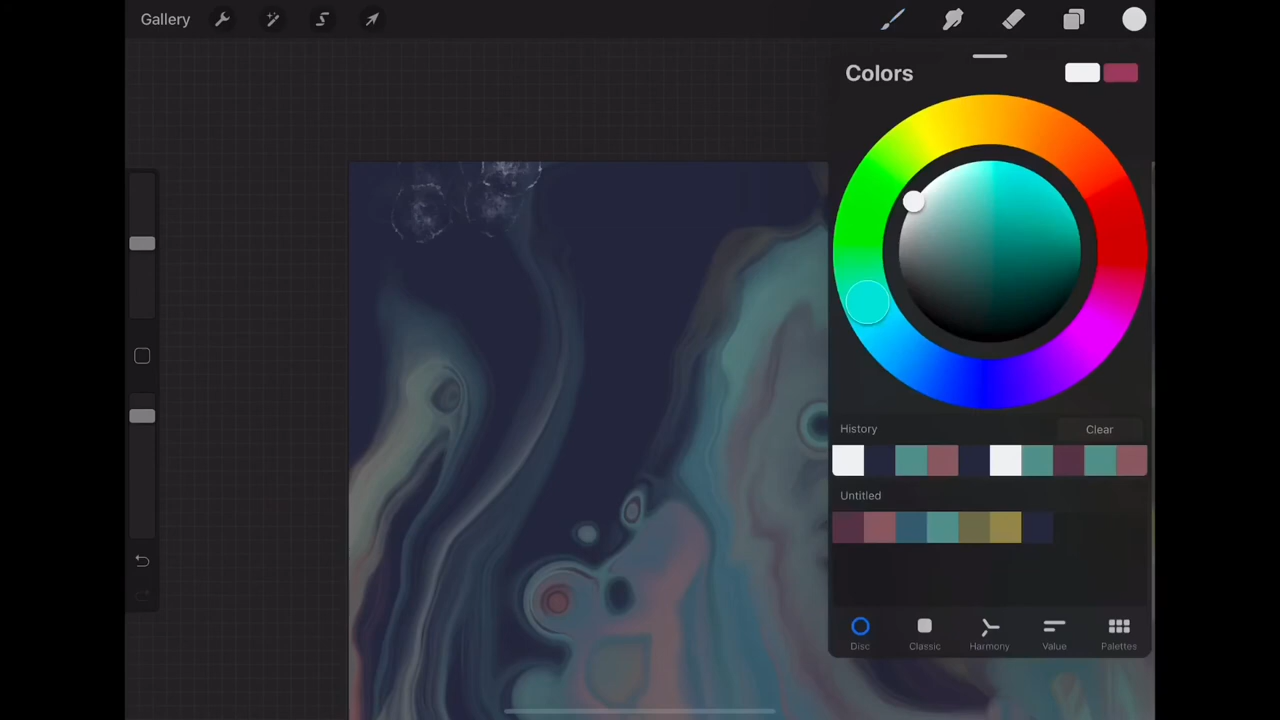 Gallery
Colors
History
Clear
Untitled
Disc
Classic
Harmony
Value
Palettes